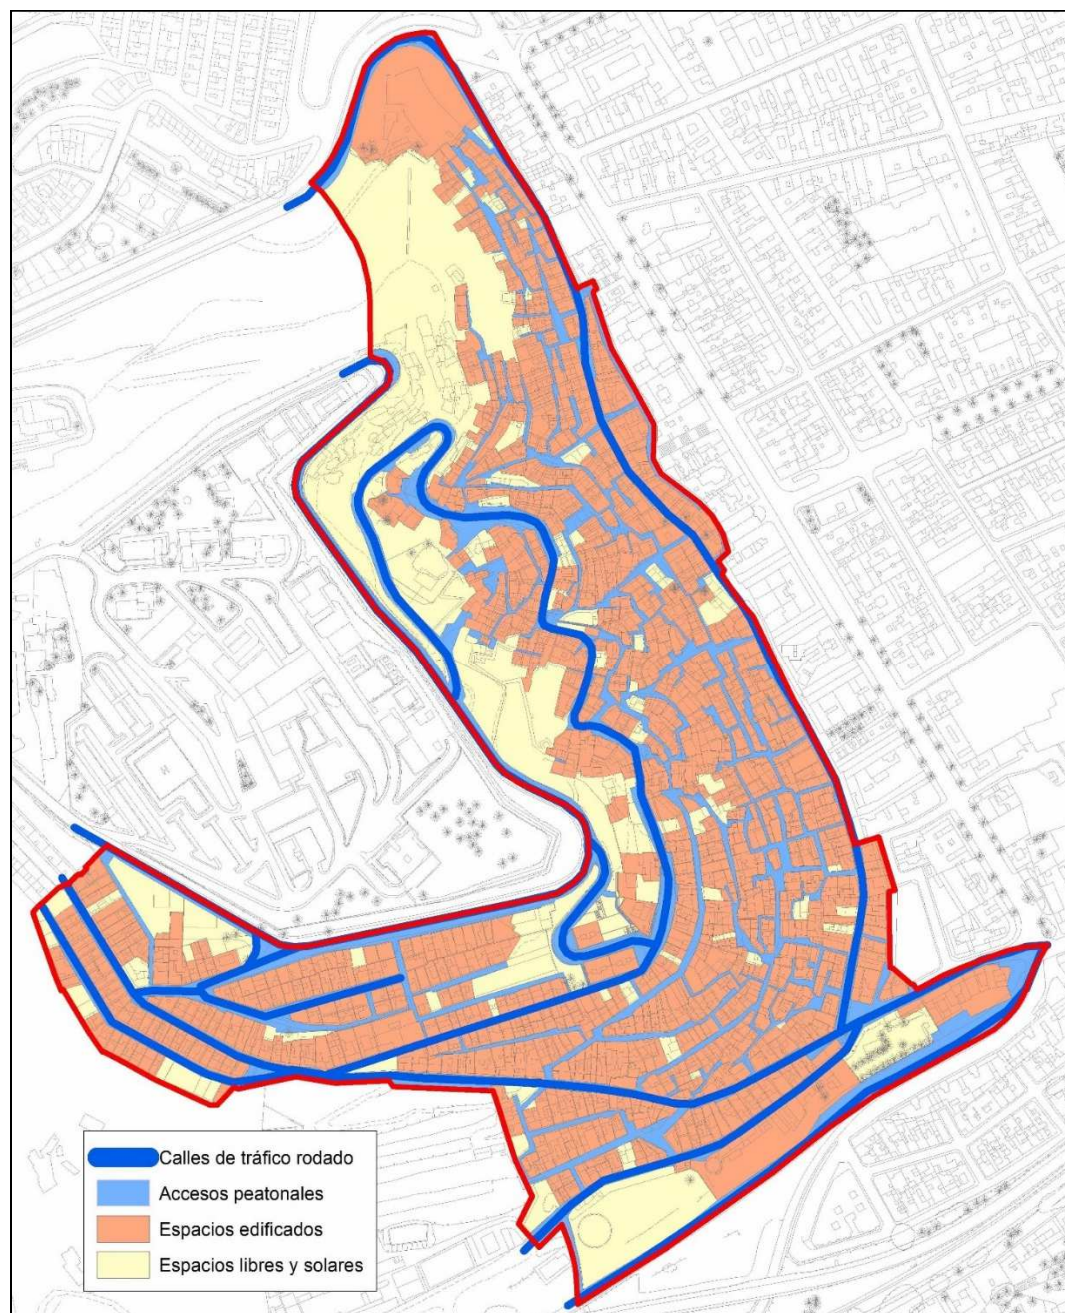 Calles de tráfico rodado
Accesos peatonales
Espacios edificados
Espacios libres y solares